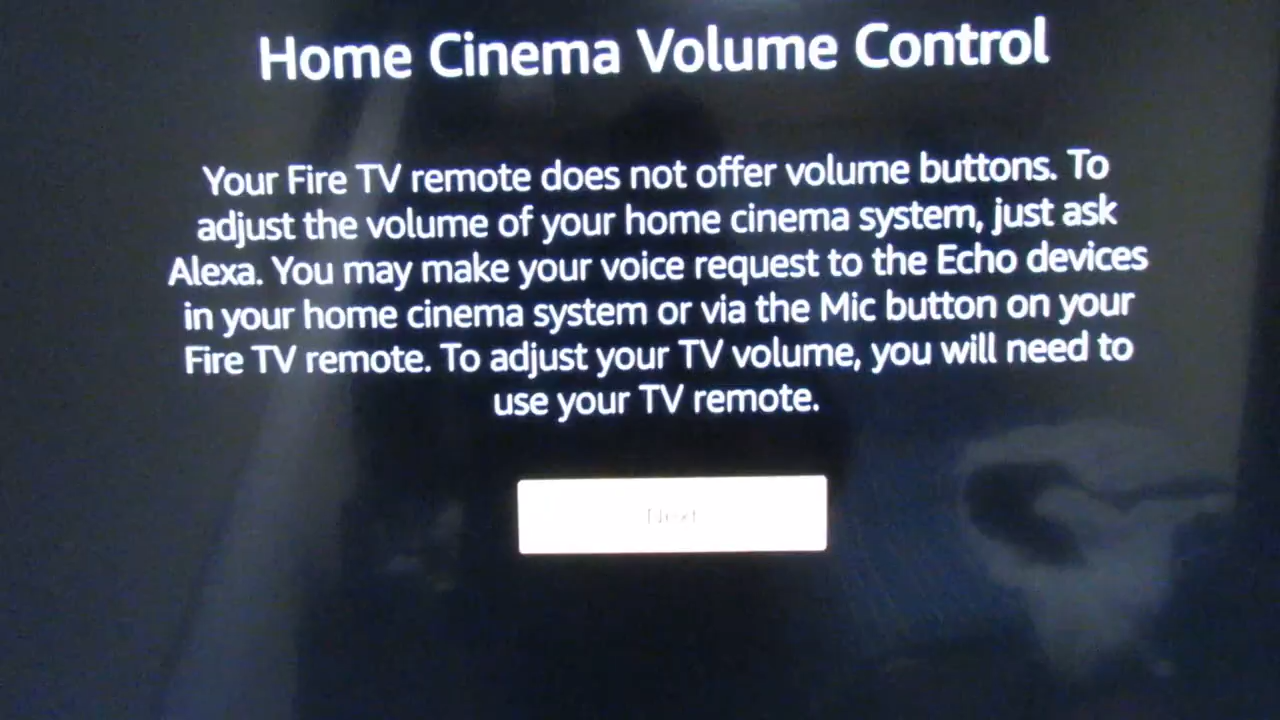 Home Cinema Volume Control
Your Fire TV remote does not offer volume buttons. To
adjust the volume of your home cinema system, just ask
Alexa. You may make your voice request to the Echo devices
in your home cinema system or via the Mic button on your
Fire TV remote. To adjust your TV volume, you will need to
use your TV remote.
Next